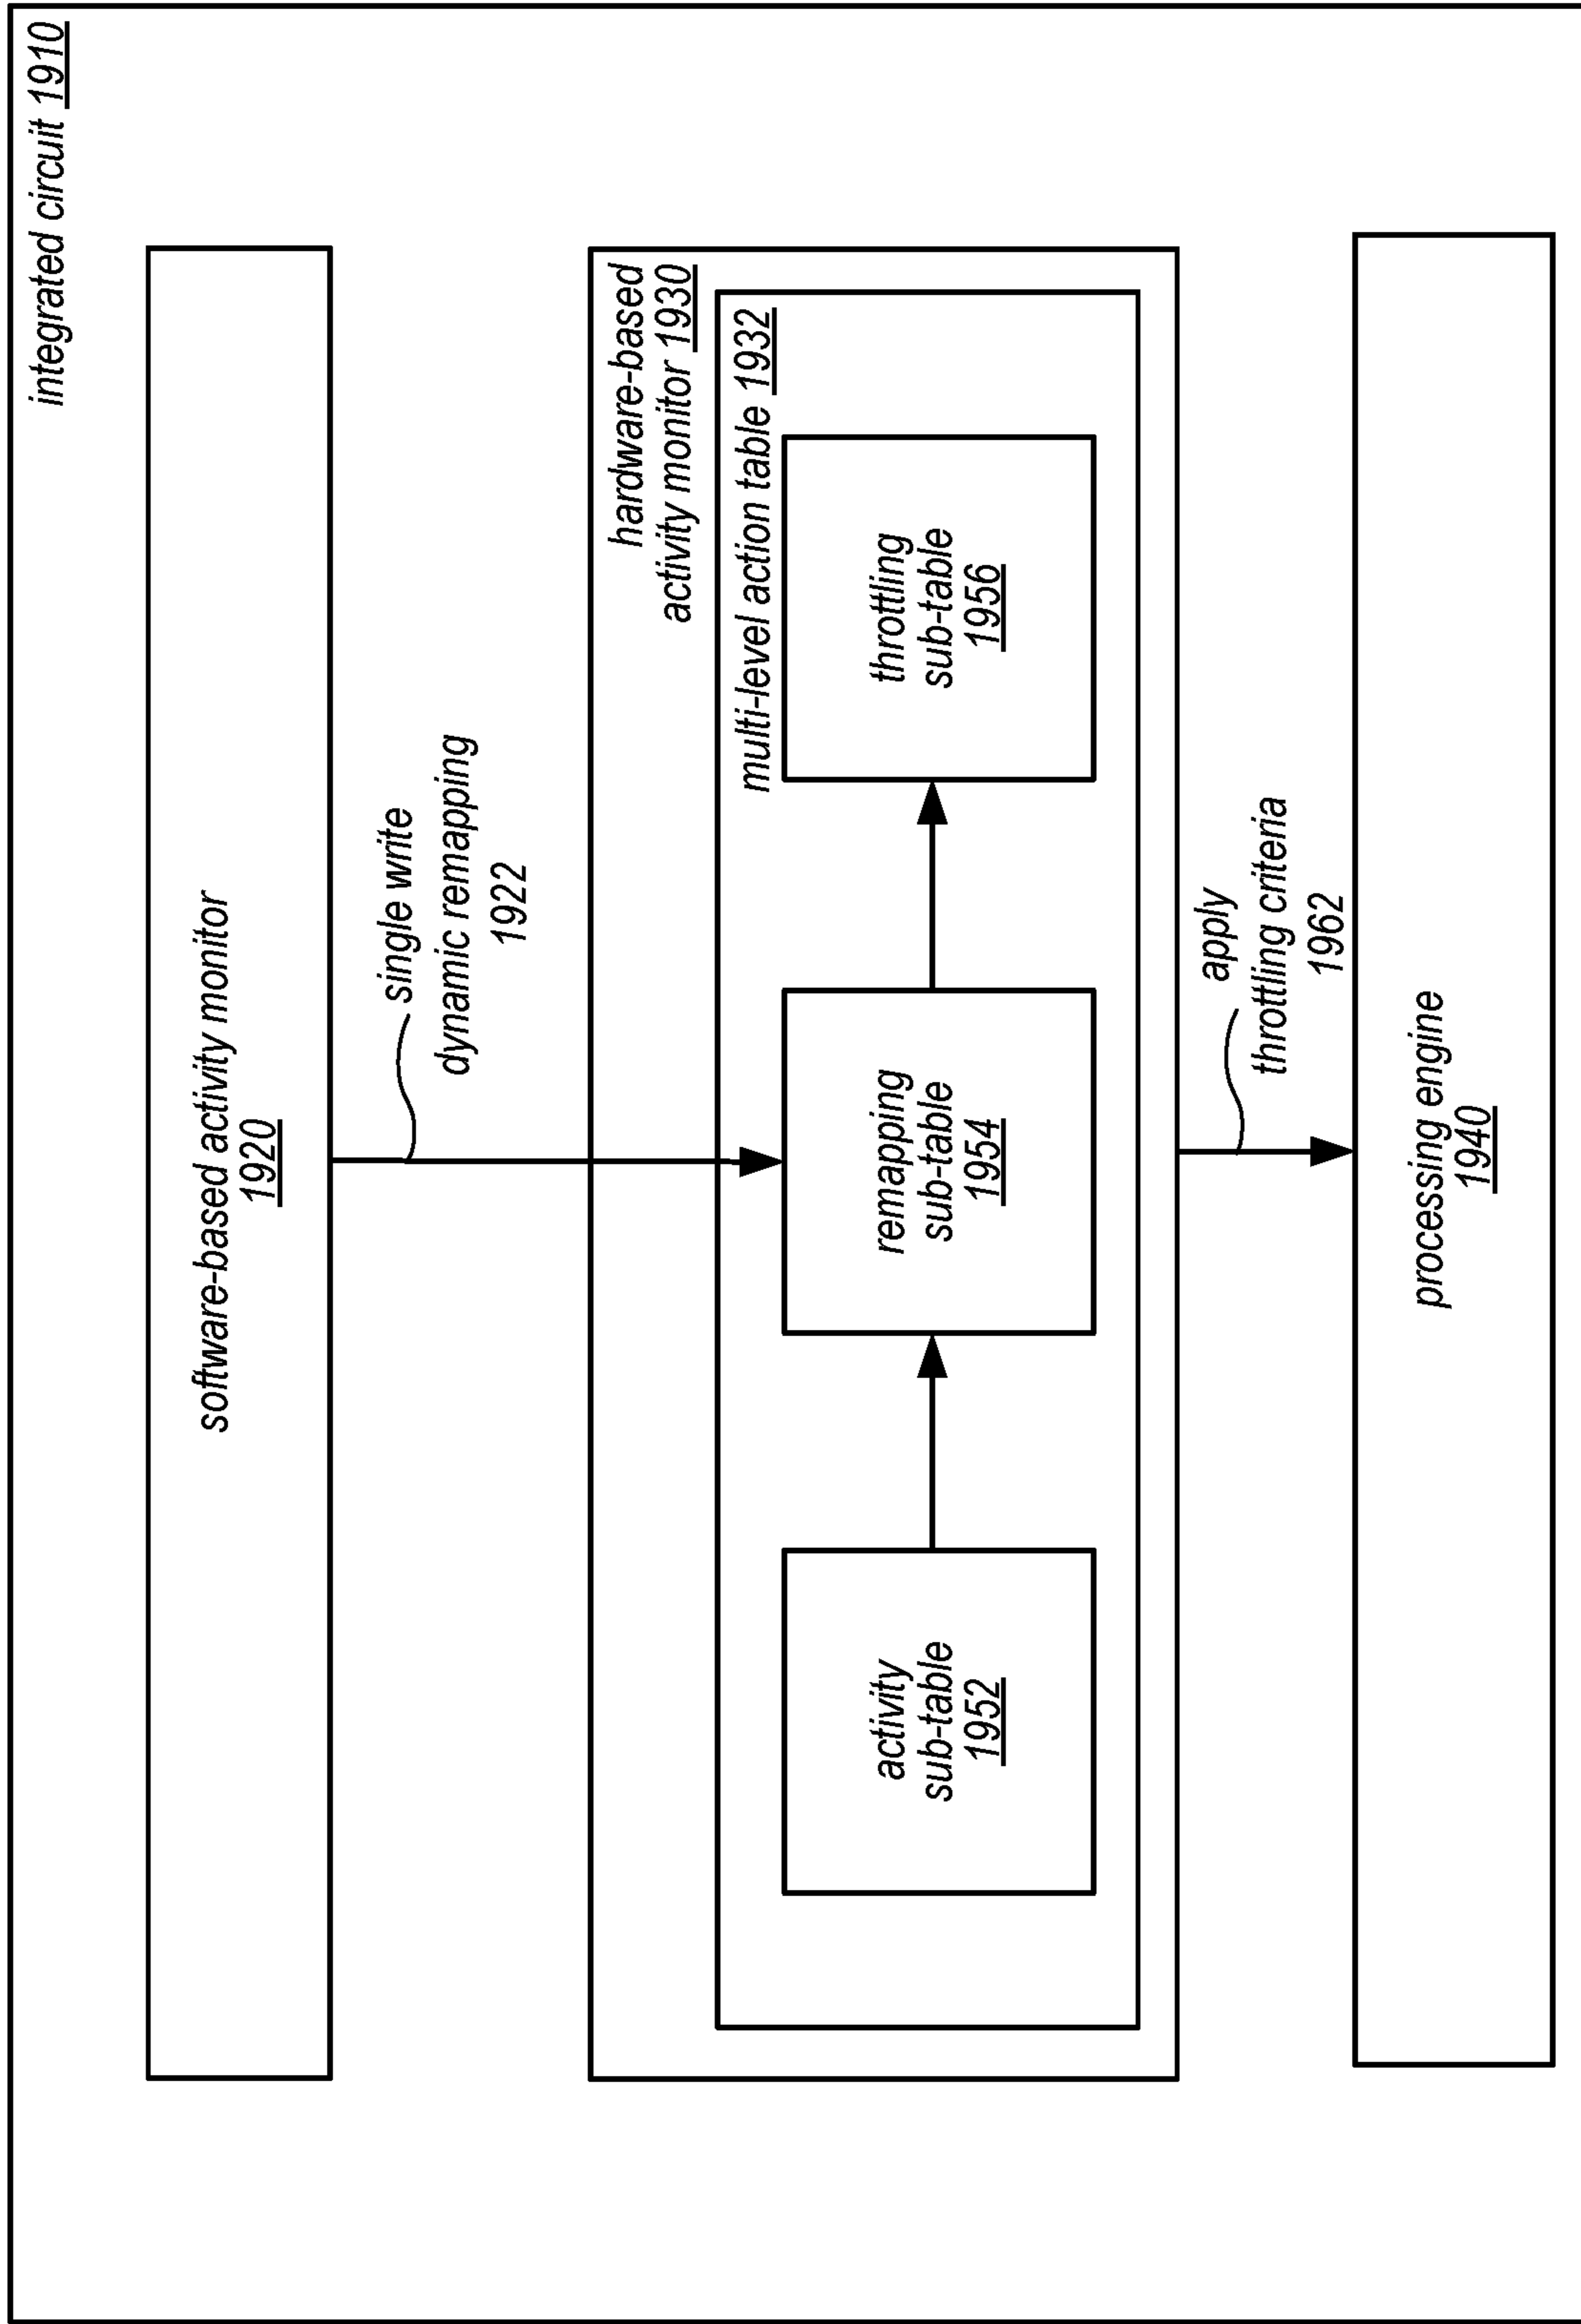 integrated circuit 1910
software-based activity monitor
1920
single write
dynamic remapping
1922
hardware-based
activity monitor 1930
multi-level action table 1932
activity
sub-table
1952
remapping
sub-table
1954
throttling
sub-table
1956
apply
throttling criteria
1962
processing engine
1940